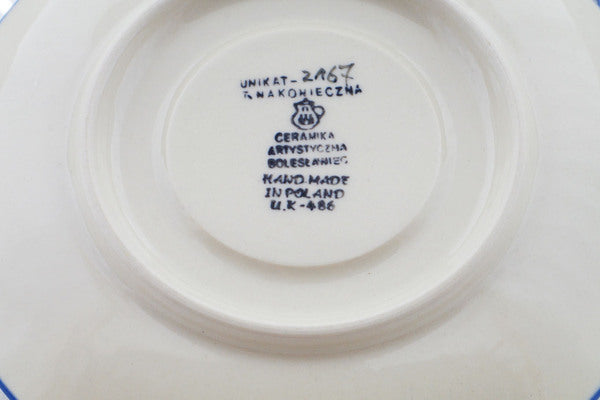 UNIKAT-2167
T. NAKONIECZNA
CERAMIKA
ARTYSTYCZNA
BOLESŁAWIEC
HAND MADE
IN POLAND
U.K-486